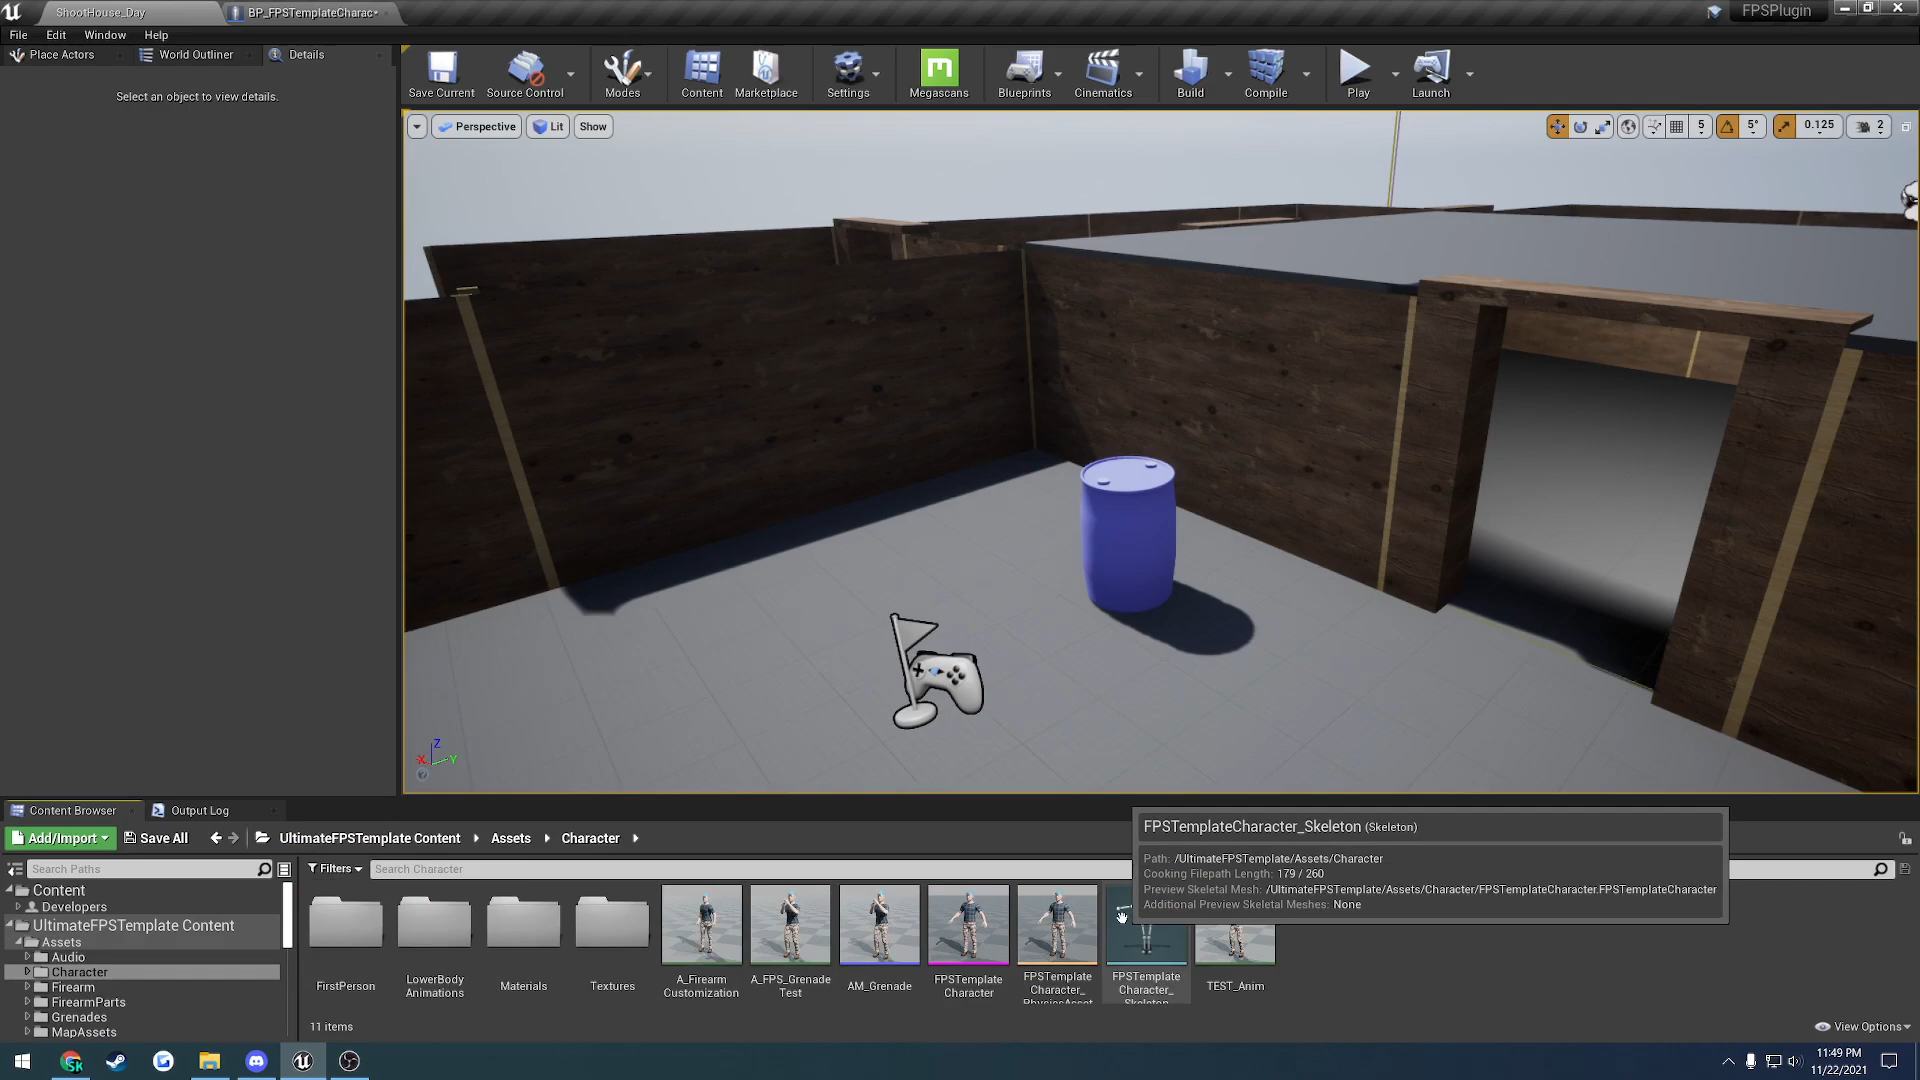 ShootHouse_Day
BP_FPSTemplateCharac*
FPSPlugin
File Edit Window Help
Place Actors
World Outliner
Details
Select an object to view details.
Save Current
Source Control
Modes
Content
Marketplace
Settings
Megascans
Blueprints
Cinematics
Build
Compile
Play
Launch
Perspective
Lit
Show
5
5°
0.125
2
Z
X
Y
Content Browser
Output Log
Add/Import
Save All
UltimateFPSTemplate Content
Assets
Character
Search Paths
Filters
Search Character
FPSTemplateCharacter_Skeleton (Skeleton)
Path: /UltimateFPSTemplate/Assets/Character
Cooking Filepath Length: 179 / 260
Preview Skeletal Mesh: /UltimateFPSTemplate/Assets/Character/FPSTemplateCharacter.FPSTemplateCharacter
Additional Preview Skeletal Meshes: None
Content
Developers
UltimateFPSTemplate Content
Assets
Audio
Character
Firearm
FirearmParts
Grenades
MapAssets
FirstPerson
LowerBody
Animations
Materials
Textures
A_Firearm
Customization
A_FPS_Grenade
Test
AM_Grenade
FPSTemplate
Character
FPSTemplate
Character_
PhysicsAsset
FPSTemplate
Character_
Skeleton
TEST_Anim
11 items
View Options
11:49 PM
11/22/2021